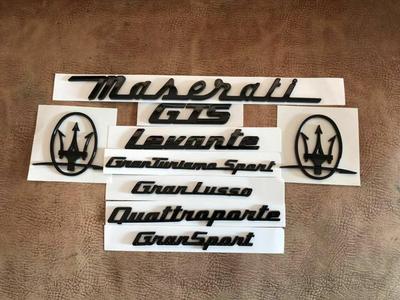 Maserati
GTS
Levante
GranTurismo Sport
GranLusso
Quattroporte
GranSport